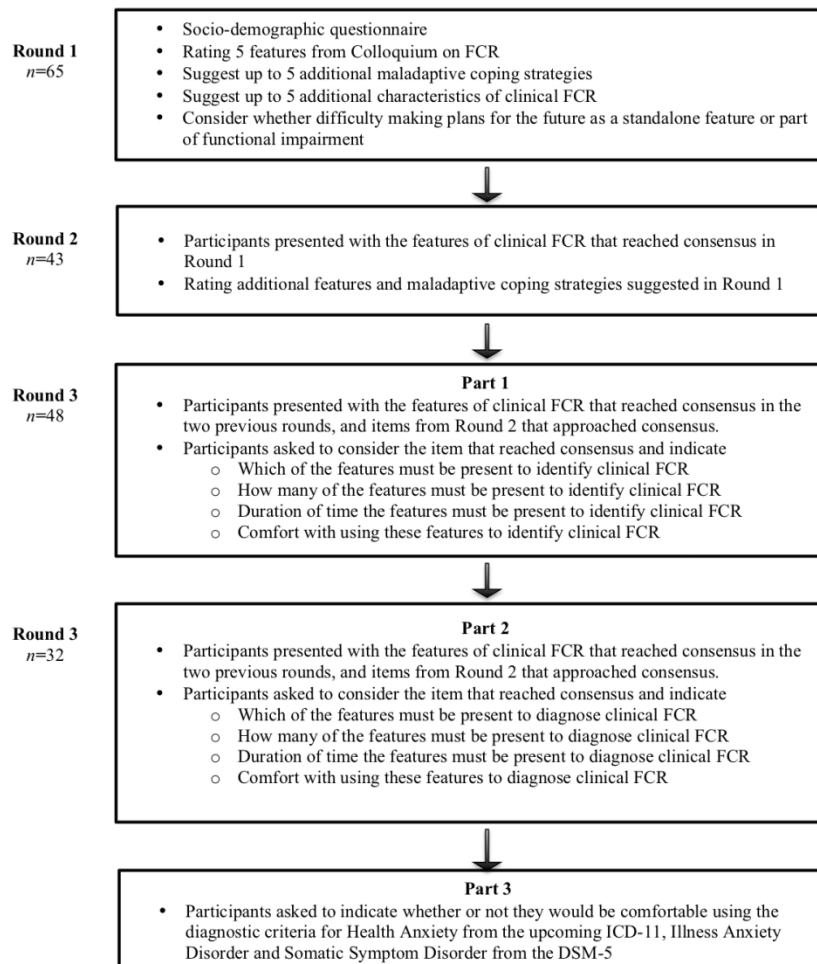 Round 1
n=65
• Socio-demographic questionnaire
• Rating 5 features from Colloquium on FCR
• Suggest up to 5 additional maladaptive coping strategies
• Suggest up to 5 additional characteristics of clinical FCR
• Consider whether difficulty making plans for the future as a standalone feature or part
of functional impairment
Round 2
n=43
• Participants presented with the features of clinical FCR that reached consensus in
Round 1
• Rating additional features and maladaptive coping strategies suggested in Round 1
Round 3
n=48
Part 1
• Participants presented with the features of clinical FCR that reached consensus in the
two previous rounds, and items from Round 2 that approached consensus.
• Participants asked to consider the item that reached consensus and indicate
o Which of the features must be present to identify clinical FCR
o How many of the features must be present to identify clinical FCR
o Duration of time the features must be present to identify clinical FCR
o Comfort with using these features to identify clinical FCR
Round 3
n=32
Part 2
• Participants presented with the features of clinical FCR that reached consensus in the
two previous rounds, and items from Round 2 that approached consensus.
• Participants asked to consider the item that reached consensus and indicate
o Which of the features must be present to diagnose clinical FCR
o How many of the features must be present to diagnose clinical FCR
o Duration of time the features must be present to diagnose clinical FCR
o Comfort with using these features to diagnose clinical FCR
Part 3
• Participants asked to indicate whether or not they would be comfortable using the
diagnostic criteria for Health Anxiety from the upcoming ICD-11, Illness Anxiety
Disorder and Somatic Symptom Disorder from the DSM-5